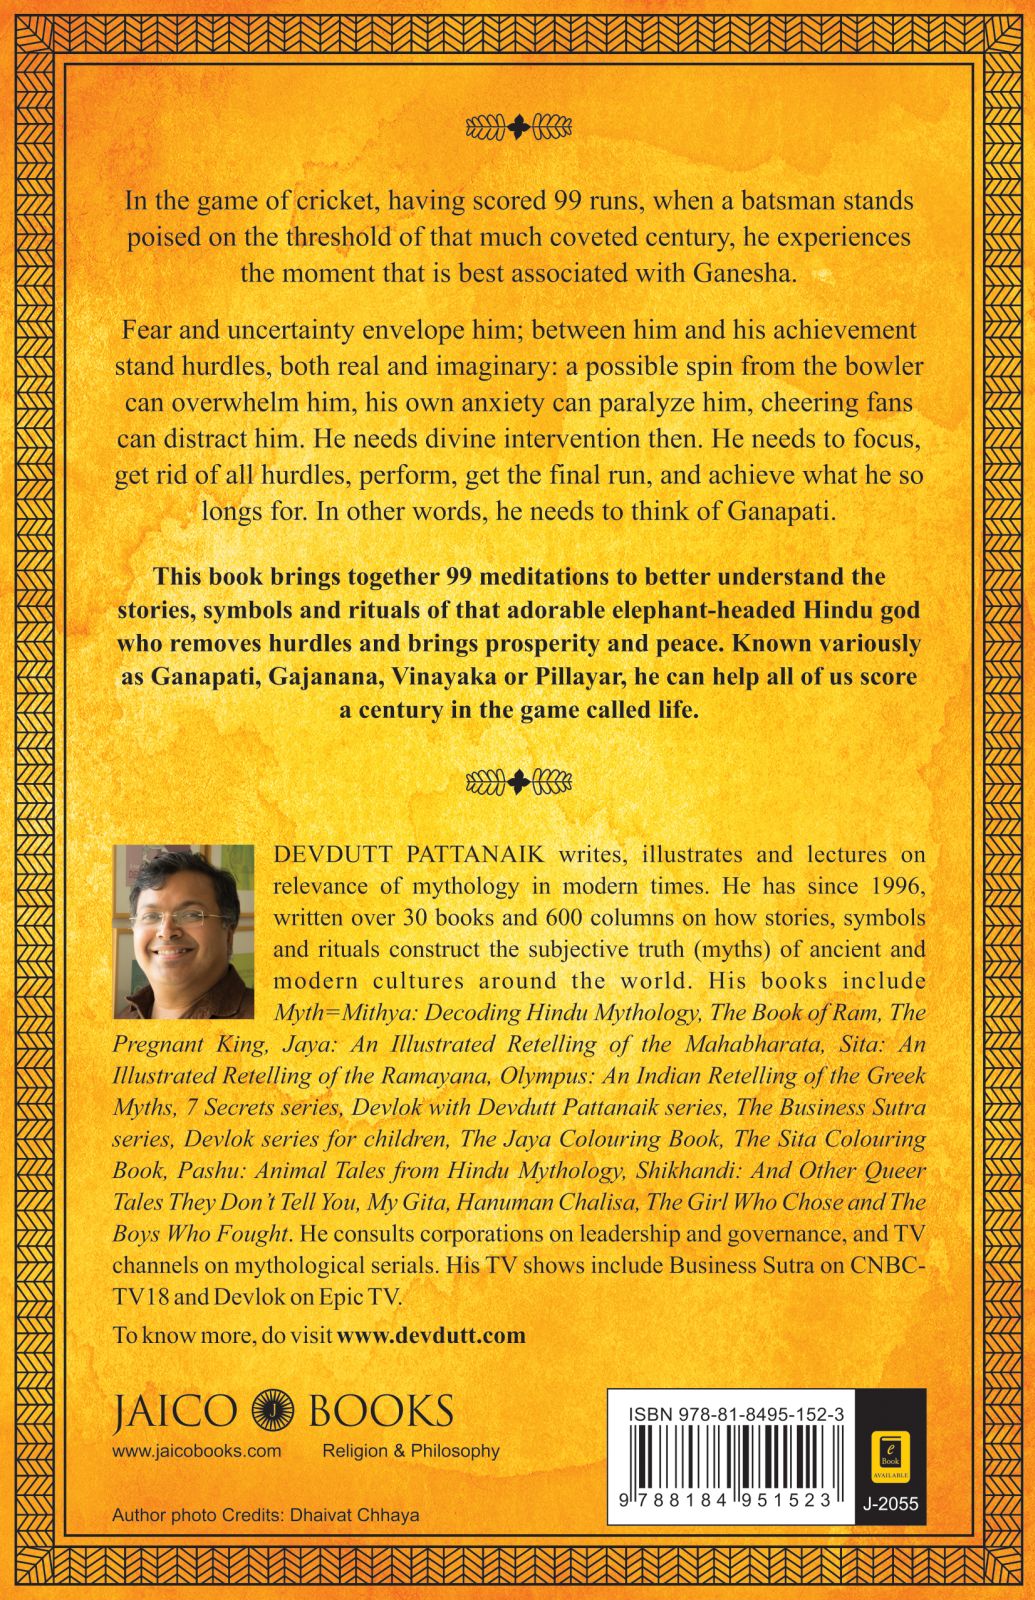 In the game of cricket, having scored 99 runs, when a batsman stands
poised on the threshold of that much coveted century, he experiences
the moment that is best associated with Ganesha.
Fear and uncertainty envelope him; between him and his achievement
stand hurdles, both real and imaginary: a possible spin from the bowler
can overwhelm him, his own anxiety can paralyze him, cheering fans
can distract him. He needs divine intervention then. He needs to focus,
get rid of all hurdles, perform, get the final run, and achieve what he so
longs for. In other words, he needs to think of Ganapati.
This book brings together 99 meditations to better understand the
stories, symbols and rituals of that adorable elephant-headed Hindu god
who removes hurdles and brings prosperity and peace. Known variously
as Ganapati, Gajanana, Vinayaka or Pillayar, he can help all of us score
a century in the game called life.
DEVDUTT PATTANAIK writes, illustrates and lectures on
relevance of mythology in modern times. He has since 1996,
written over 30 books and 600 columns on how stories, symbols
and rituals construct the subjective truth (myths) of ancient and
modern cultures around the world. His books include
Myth=Mithya: Decoding Hindu Mythology, The Book of Ram, The
Pregnant King, Jaya: An Illustrated Retelling of the Mahabharata, Sita: An
Illustrated Retelling of the Ramayana, Olympus: An Indian Retelling of the Greek
Myths, 7 Secrets series, Devlok with Devdutt Pattanaik series, The Business Sutra
series, Devlok series for children, The Jaya Colouring Book, The Sita Colouring
Book, Pashu: Animal Tales from Hindu Mythology, Shikhandi: And Other Queer
Tales They Don't Tell You, My Gita, Hanuman Chalisa, The Girl Who Chose and The
Boys Who Fought. He consults corporations on leadership and governance, and TV
channels on mythological serials. His TV shows include Business Sutra on CNBC-
TV18 and Devlok on Epic TV.
To know more, do visit www.devdutt.com
JAICO J BOOKS
www.jaicobooks.com Religion & Philosophy
Author photo Credits: Dhaivat Chhaya
ISBN 978-81-8495-152-3
9 788184 951523
e
Book
AVAILABLE
J-2055